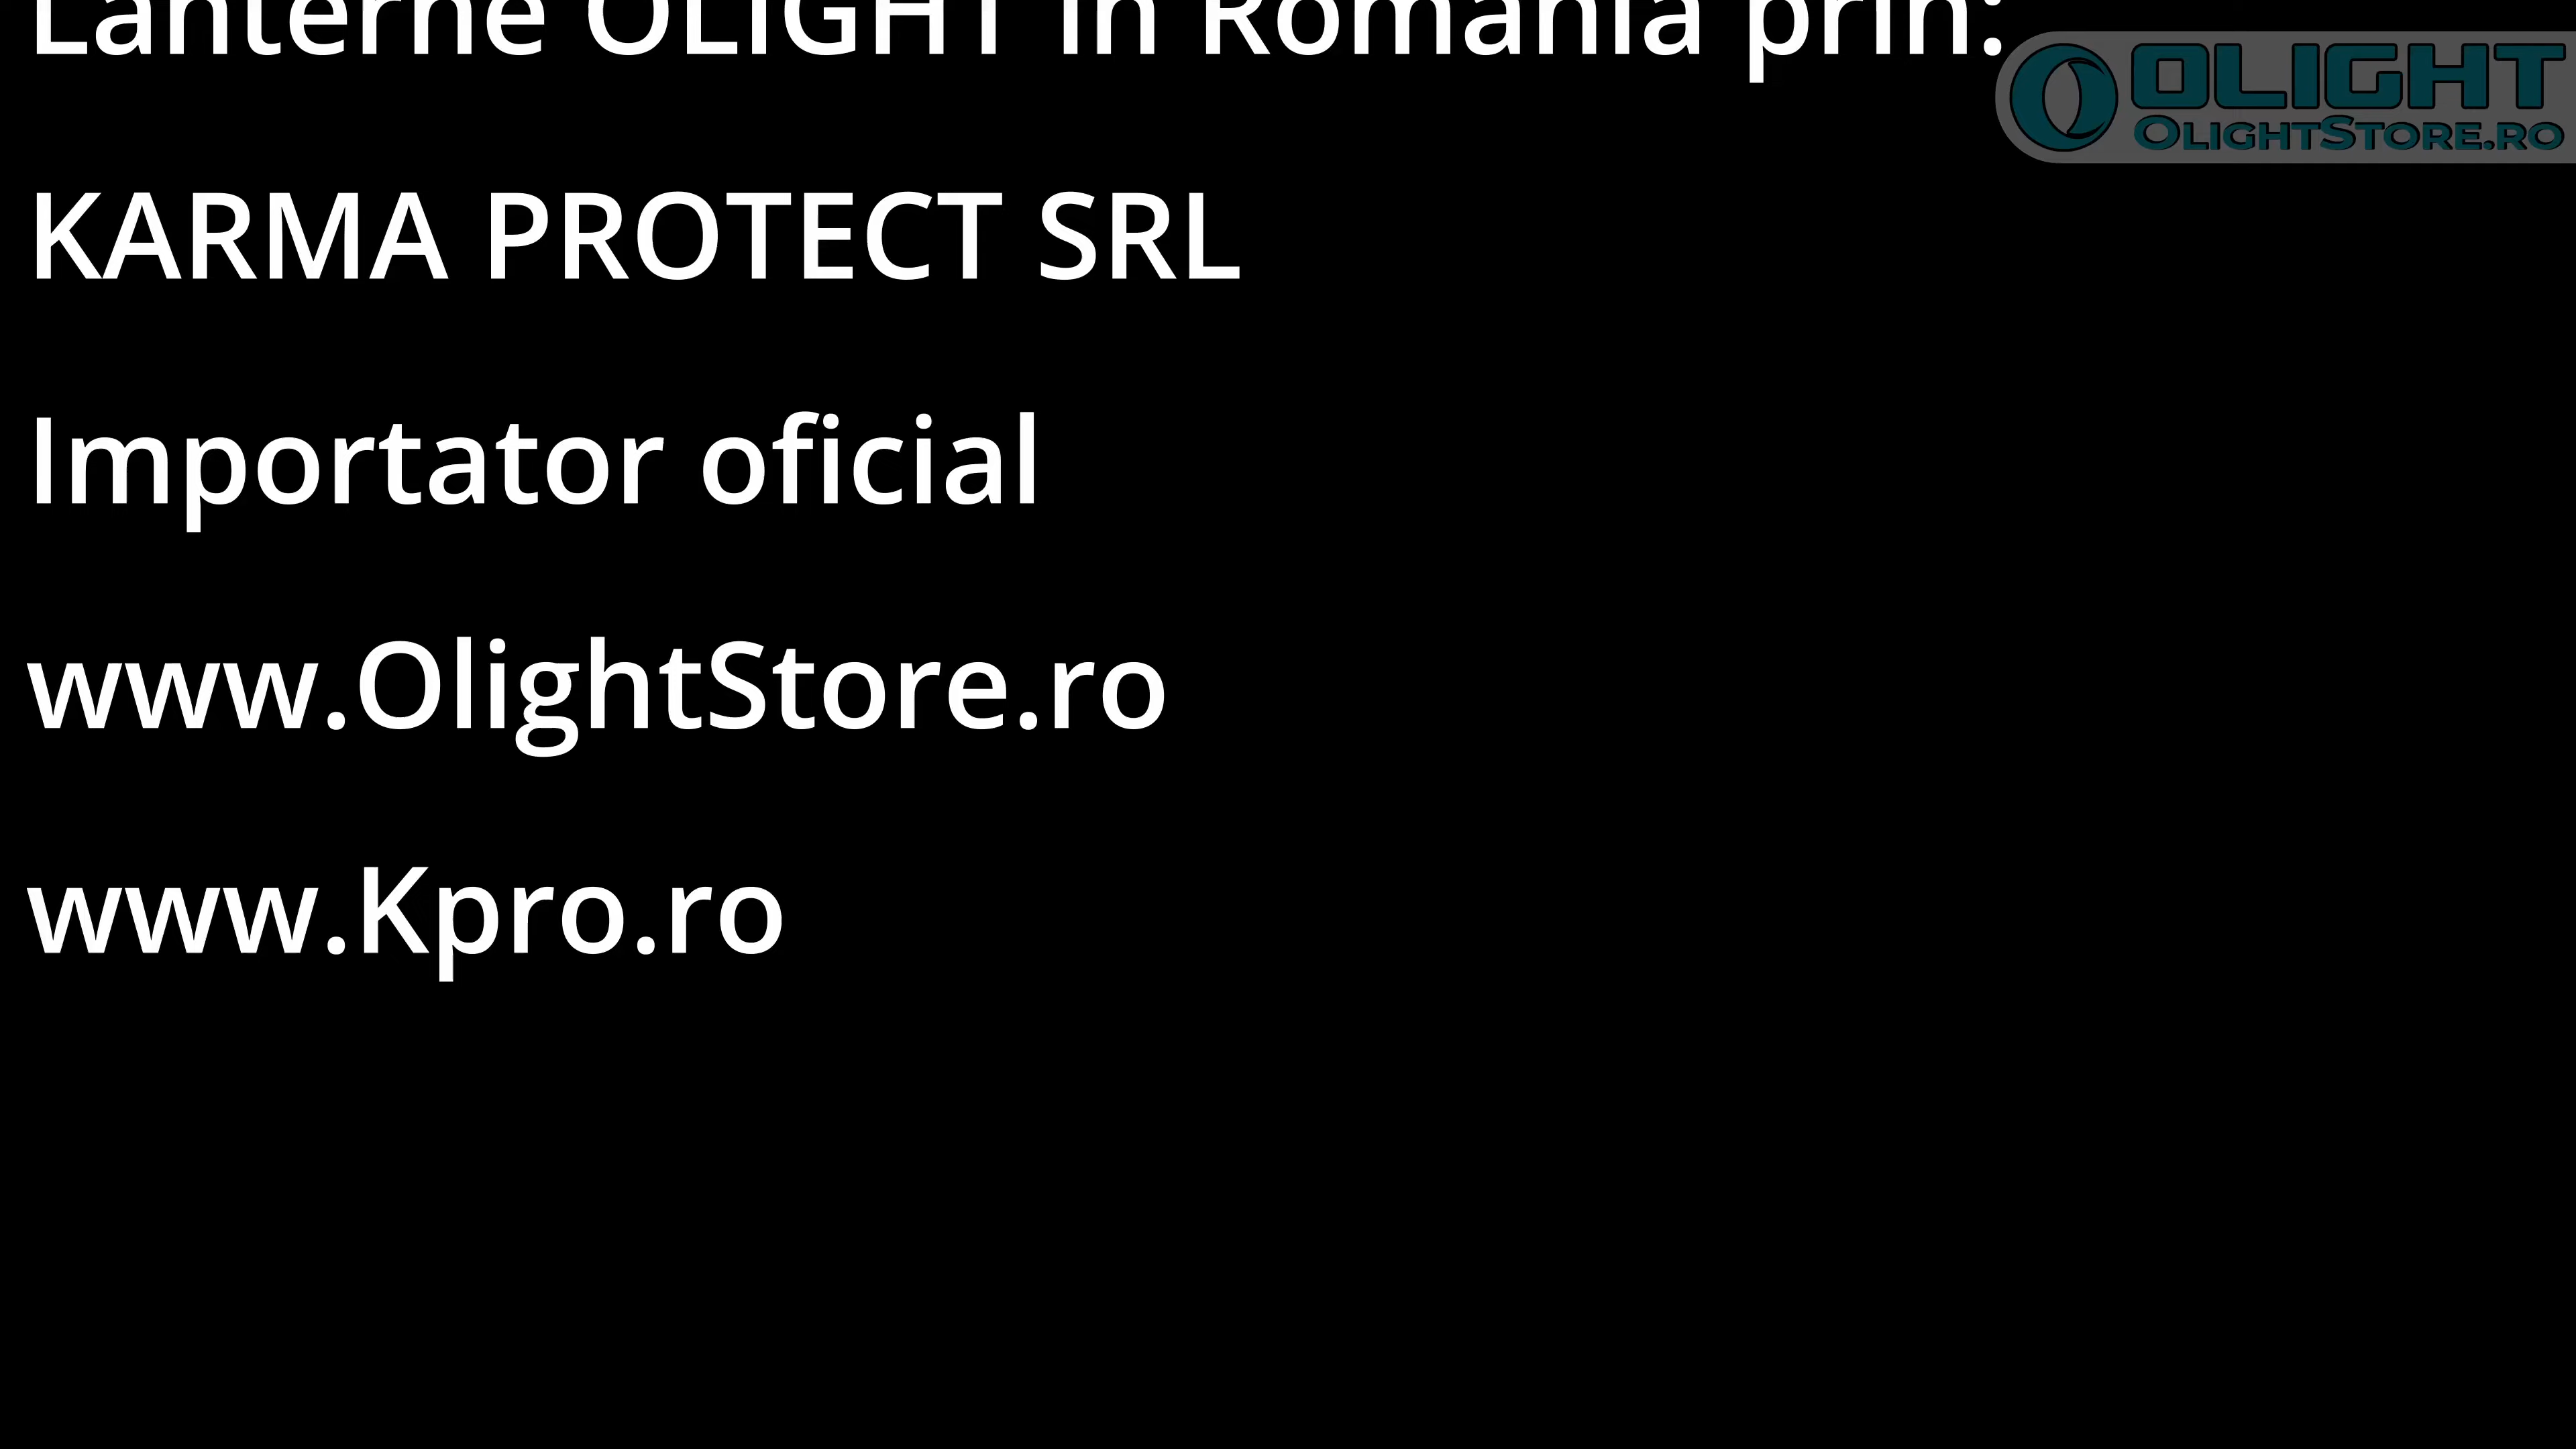 Lanterne OLIGHT in Romania prin:
OLIGHT
OLIGHTSTORE.RO
KARMA PROTECT SRL
Importator oficial
www.OlightStore.ro
www.Kpro.ro